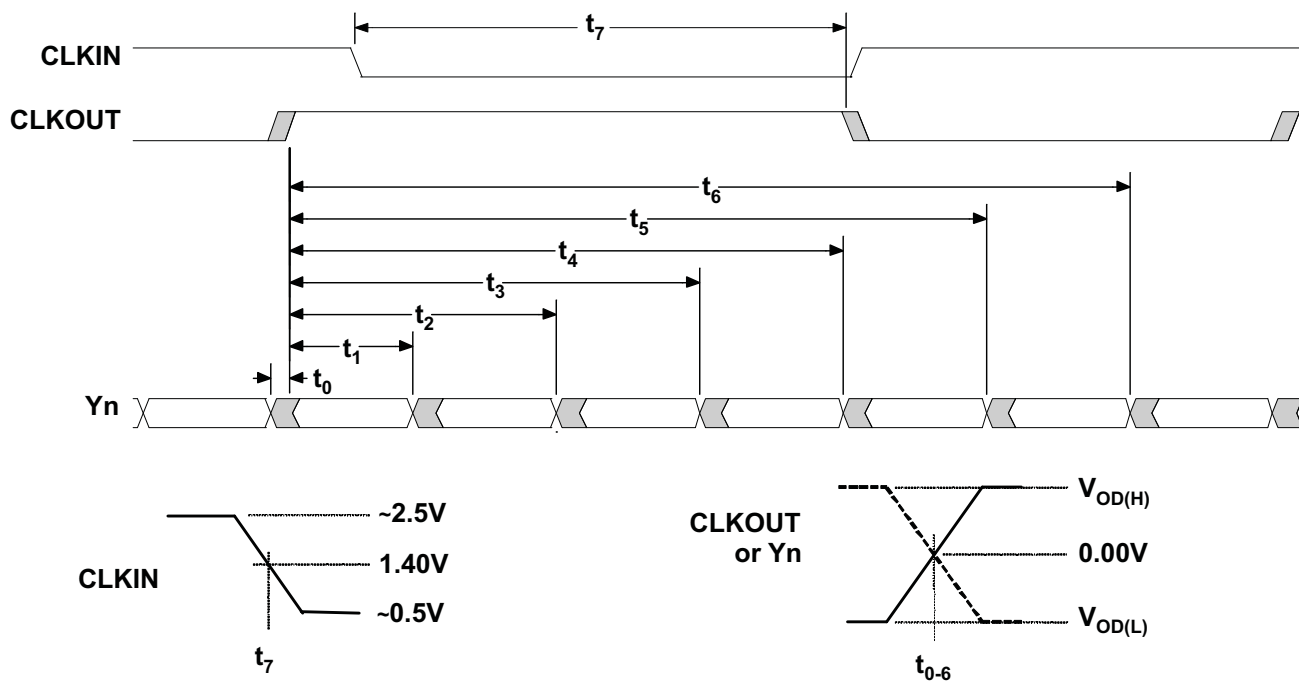 t7
CLKIN
CLKOUT
t6
t5
t4
t3
t2
t1
t0
Yn
~2.5V
1.40V
~0.5V
CLKIN
t7
CLKOUT
or Yn
VOD(H)
0.00V
VOD(L)
t0-6